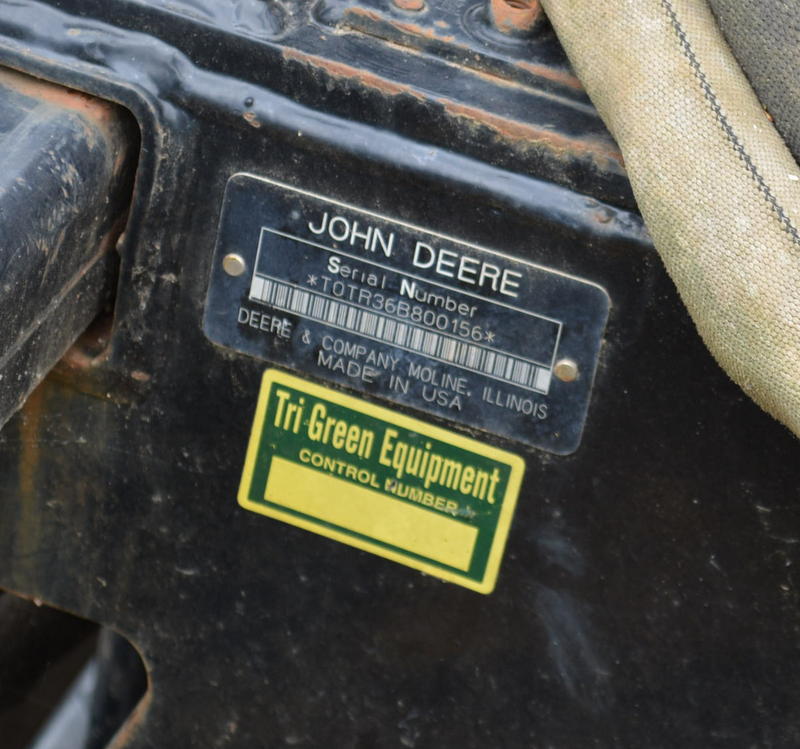 JOHN DEERE
Serial Number
*T0TR36B800156*
DEERE & COMPANY MOLINE, ILLINOIS
MADE IN USA
Tri Green Equipment
CONTROL NUMBER